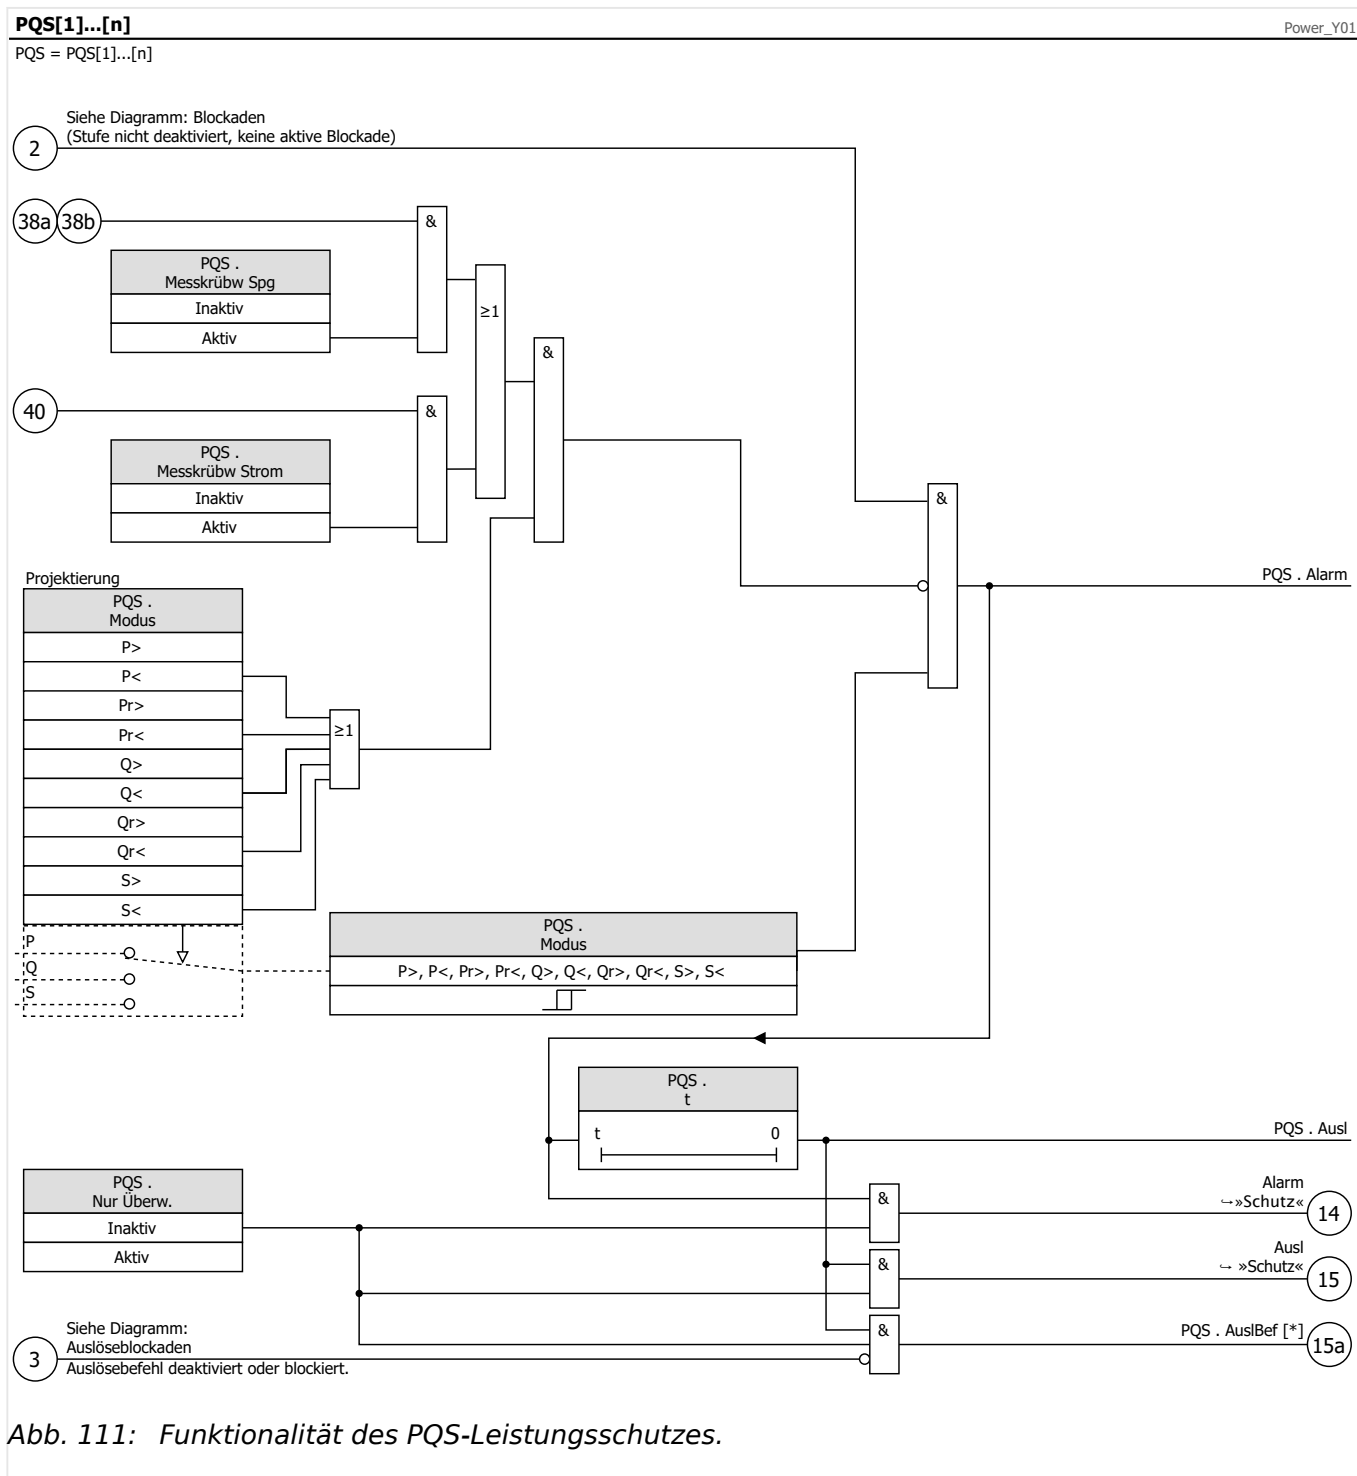 PQS[1]...[n]
Power_Y01
PQS = PQS[1]...[n]
Siehe Diagramm: Blockaden
(Stufe nicht deaktiviert, keine aktive Blockade)
2
38a
38b
&
PQS .
Messkrübw Spg
Inaktiv
Aktiv
≥1
&
40
&
PQS .
Messkrübw Strom
Inaktiv
Aktiv
&
PQS . Alarm
Projektierung
PQS .
Modus
P>
P<
Pr>
Pr<
≥1
Q>
Q<
Qr>
Qr<
S>
S<
P
Q
S
PQS .
Modus
P>, P<, Pr>, Pr<, Q>, Q<, Qr>, Qr<, S>, S<
PQS .
t
t
0
PQS . Ausl
PQS .
Nur Überw.
Inaktiv
Aktiv
&
Alarm
↪»Schutz«
14
&
Ausl
↪ »Schutz«
15
&
PQS . AuslBef [*]
15a
Siehe Diagramm:
Auslöseblockaden
3
Auslösebefehl deaktiviert oder blockiert.
Abb. 111: Funktionalität des PQS-Leistungsschutzes.